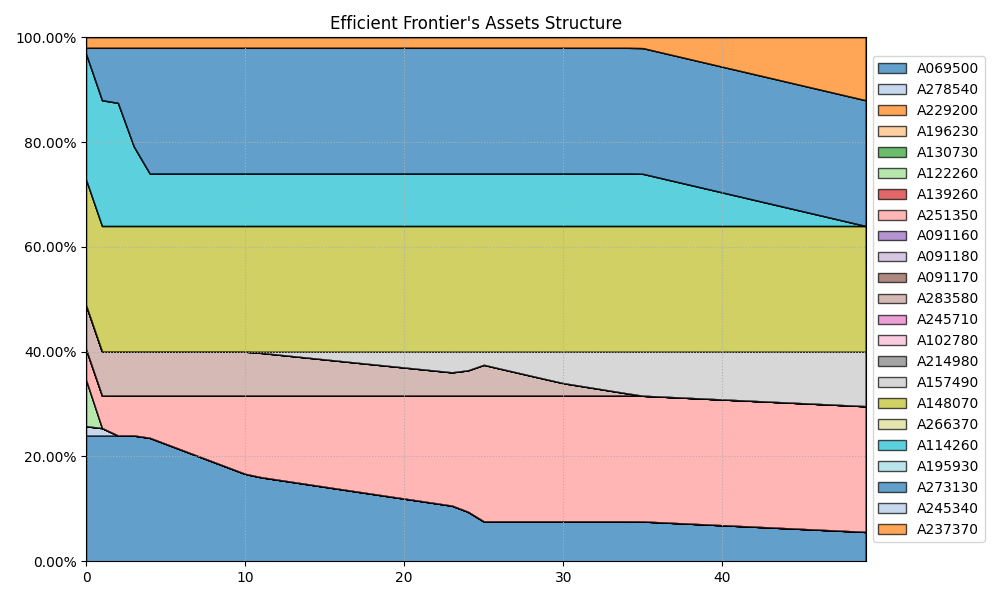 Efficient Frontier's Assets Structure
100.00%
80.00%
60.00%
40.00%
20.00%
0.00%
0
10
20
30
40
A069500
A278540
A229200
A196230
A130730
A122260
A139260
A251350
A091160
A091180
A091170
A283580
A245710
A102780
A214980
A157490
A148070
A266370
A114260
A195930
A273130
A245340
A237370